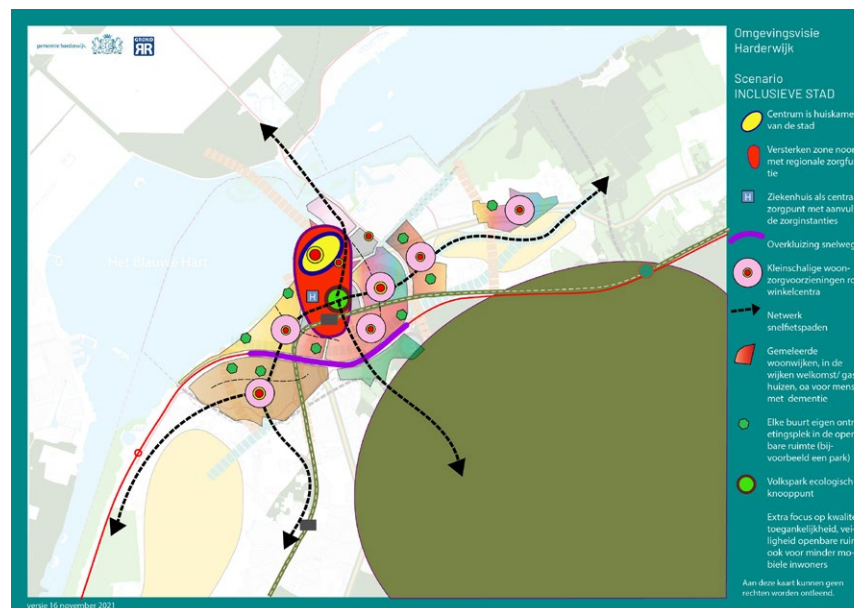 gemeente harderwijk
GROND
RR
Omgevingsvisie
Harderwijk
Scenario
INCLUSIEVE STAD
Centrum is huiskame
van de stad
Versterken zone noor
met regionale zorgfu
tie
H
Ziekenhuis als centra
zorgpunt met aanvul
de zorginstanties
Overkluizing snelweg
Kleinschalige woon-
zorgvoorzieningen ro
winkelcentra
Netwerk
snelfietspaden
Gemeleerde
woonwijken, in de
wijken welkomst/ gas
huizen, oa voor mens
met dementie
Elke buurt eigen ontm
etingsplek in de open
bare ruimte (bij-
voorbeeld een park)
Volkspark ecologisch
knooppunt
Extra focus op kwalite
toegankelijkheid, vei-
ligheid openbare ruim
ook voor minder mo-
biele inwoners
Aan deze kaart kunnen geen
rechten worden ontleend.
Het Blauwe Hart
H
versie 16 november 2021